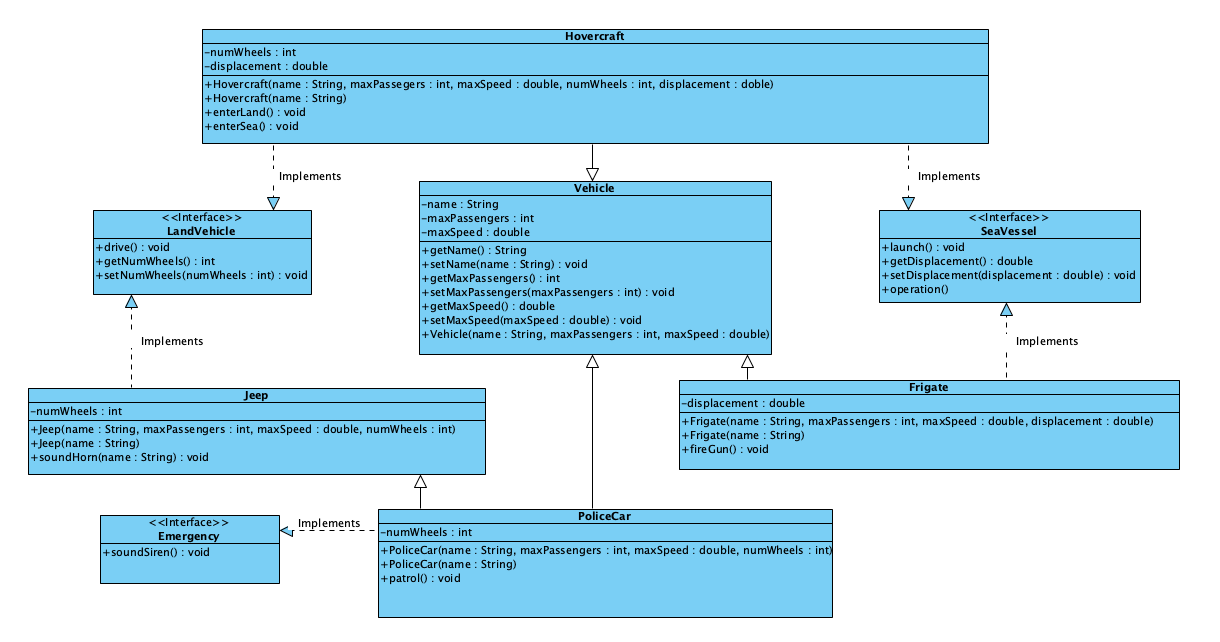 Hovercraft
-numWheels : int
-displacement : double
+Hovercraft(name : String, maxPassegers : int, maxSpeed : double, numWheels : int, displacement : doble)
+Hovercraft(name : String)
+enterLand() : void
+enterSea() : void
Implements
Implements
<<Interface>>
LandVehicle
+drive() : void
+getNumWheels() : int
+setNumWheels(numWheels : int) : void
Vehicle
-name : String
-maxPassengers : int
-maxSpeed : double
+getName() : String
+setName(name : String) : void
+getMaxPassengers() : int
+setMaxPassengers(maxPassengers : int) : void
+getMaxSpeed() : double
+setMaxSpeed(maxSpeed : double) : void
+Vehicle(name : String, maxPassengers : int, maxSpeed : double)
<<Interface>>
SeaVessel
+launch() : void
+getDisplacement() : double
+setDisplacement(displacement : double) : void
+operation()
Implements
Implements
Jeep
-numWheels : int
+Jeep(name : String, maxPassengers : int, maxSpeed : double, numWheels : int)
+Jeep(name : String)
+soundHorn(name : String) : void
Frigate
-displacement : double
+Frigate(name : String, maxPassengers : int, maxSpeed : double, displacement : double)
+Frigate(name : String)
+fireGun() : void
<<Interface>>
Emergency
+soundSiren() : void
Implements
PoliceCar
-numWheels : int
+PoliceCar(name : String, maxPassengers : int, maxSpeed : double, numWheels : int)
+PoliceCar(name : String)
+patrol() : void